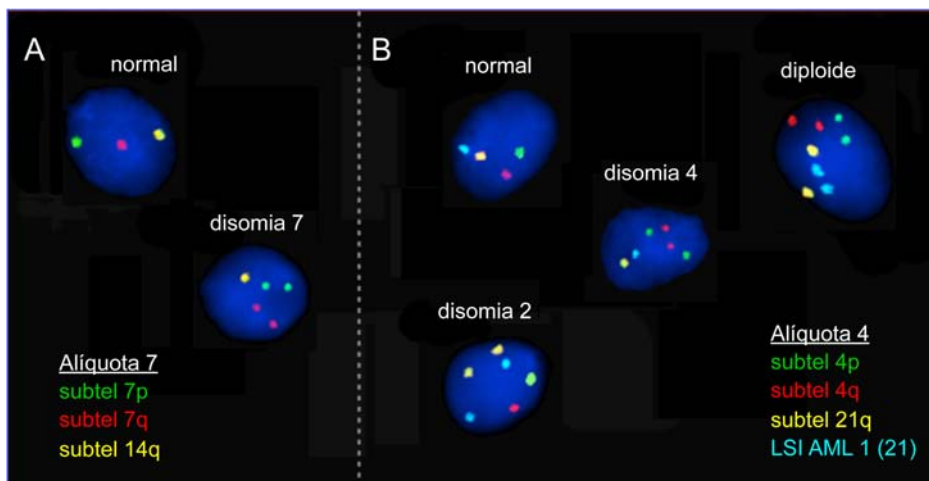 A
normal
disomia 7
Alíquota 7
subtel 7p
subtel 7q
subtel 14q
B
normal
diploide
disomia 4
disomia 2
Alíquota 4
subtel 4p
subtel 4q
subtel 21q
LSI AML 1 (21)